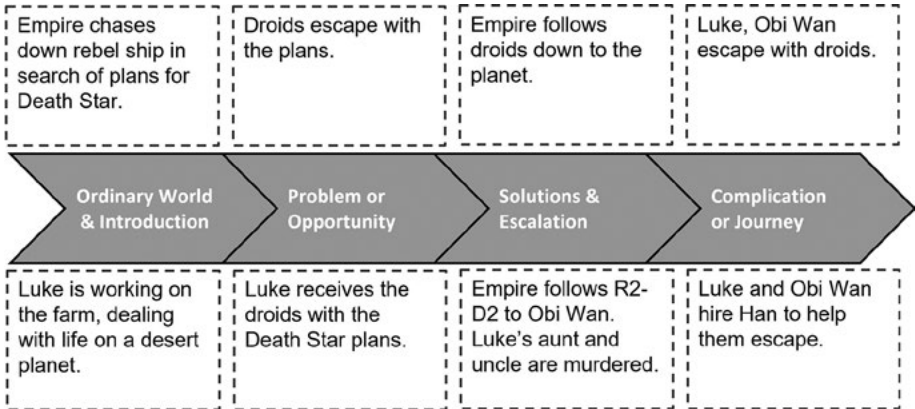 Empire chases
down rebel ship in
search of plans for
Death Star.
Droids escape with
the plans.
Empire follows
droids down to the
planet.
Luke, Obi Wan
escape with droids.
Ordinary World
& Introduction
Problem or
Opportunity
Solutions &
Escalation
Complication
or Journey
Luke is working on
the farm, dealing
with life on a desert
planet.
Luke receives the
droids with the
Death Star plans.
Empire follows R2-
D2 to Obi Wan.
Luke's aunt and
uncle are murdered.
Luke and Obi Wan
hire Han to help
them escape.